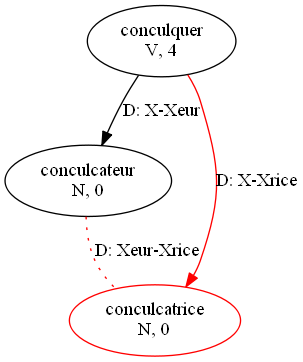 conculquer
V, 4
D: X-Xeur
conculcateur
N, 0
D: X-Xrice
D: Xeur-Xrice
conculcatrice
N, 0